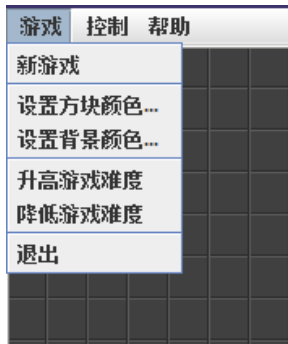 游戏 控制 帮助
新游戏
设置方块颜色...
设置背景颜色...
升高游戏难度
降低游戏难度
退出